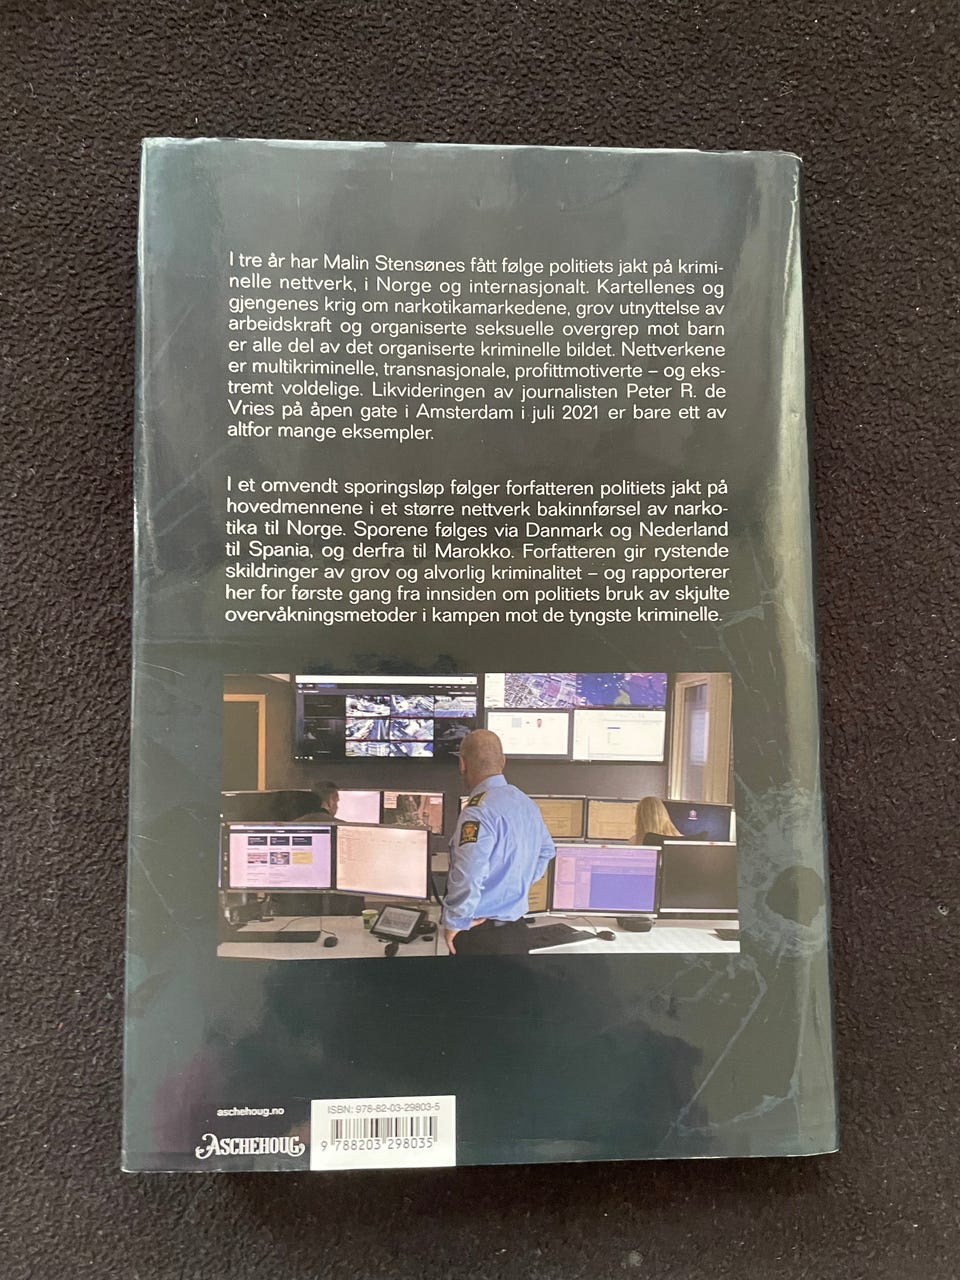 I tre år har Malin Stensønes fått følge politiets jakt på krimi-
nelle nettverk, i Norge og internasjonalt. Kartellenes og
gjengenes krig om narkotikamarkedene, grov utnyttelse av
arbeidskraft og organiserte seksuelle overgrep mot barn
er alle del av det organiserte kriminelle bildet. Nettverkene
er multikriminelle, transnasjonale, profittmotiverte – og eks-
tremt voldelige. Likvideringen av journalisten Peter R. de
Vries på åpen gate i Amsterdam i juli 2021 er bare ett av
altfor mange eksempler.
I et omvendt sporingsløp følger forfatteren politiets jakt på
hovedmennene i et større nettverk bakinnførsel av narko-
tika til Norge. Sporene følges via Danmark og Nederland
til Spania, og derfra til Marokko. Forfatteren gir rystende
skildringer av grov og alvorlig kriminalitet – og rapporterer
her for første gang fra innsiden om politiets bruk av skjulte
overvåkningsmetoder i kampen mot de tyngste kriminelle.
aschehoug.no
ASCHEHOUG
ISBN: 978-82-03-29803-5
9 788203 298035